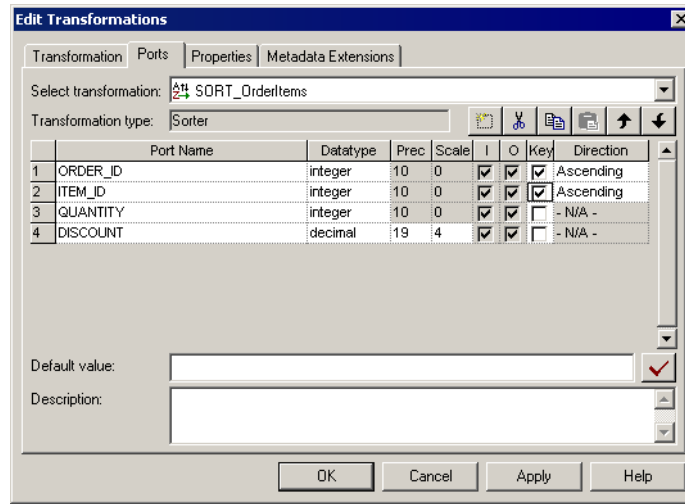 Edit Transformations
Transformation Ports Properties Metadata Extensions
Select transformation: SORT_OrderItems
Transformation type: Sorter
Port Name Datatype Prec Scale I O Key Direction
1 ORDER_ID integer 10 0 Ascending
2 ITEM_ID integer 10 0 Ascending
3 QUANTITY integer 10 0 - N/A -
4 DISCOUNT decimal 19 4 - N/A -
Default value:
Description:
OK Cancel Apply Help